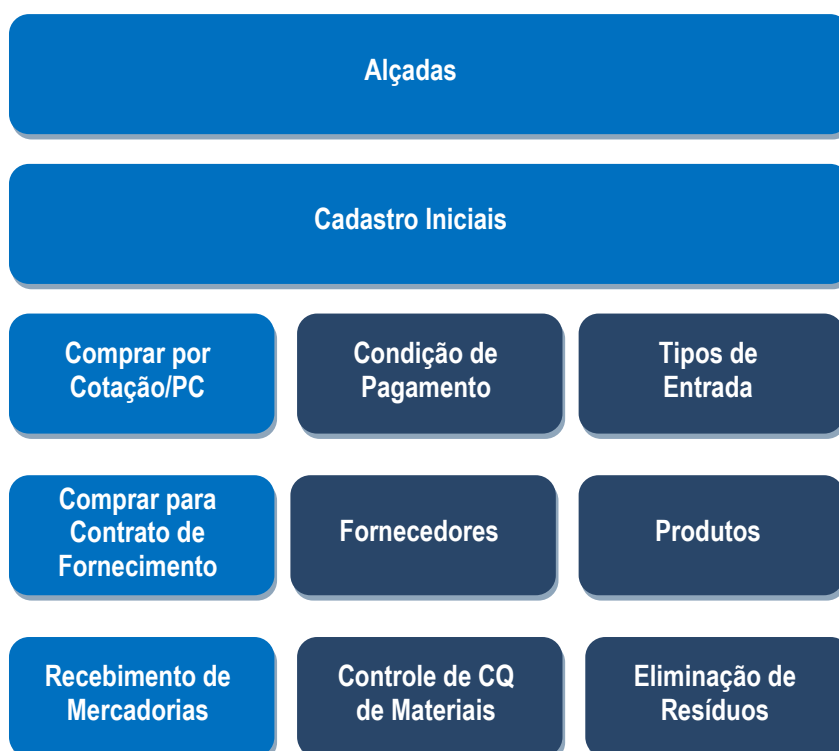 Alçadas
Cadastro Iniciais
Comprar por
Cotação/PC
Condição de
Pagamento
Tipos de
Entrada
Comprar para
Contrato de
Fornecimento
Fornecedores
Produtos
Recebimento de
Mercadorias
Controle de CQ
de Materiais
Eliminação de
Resíduos